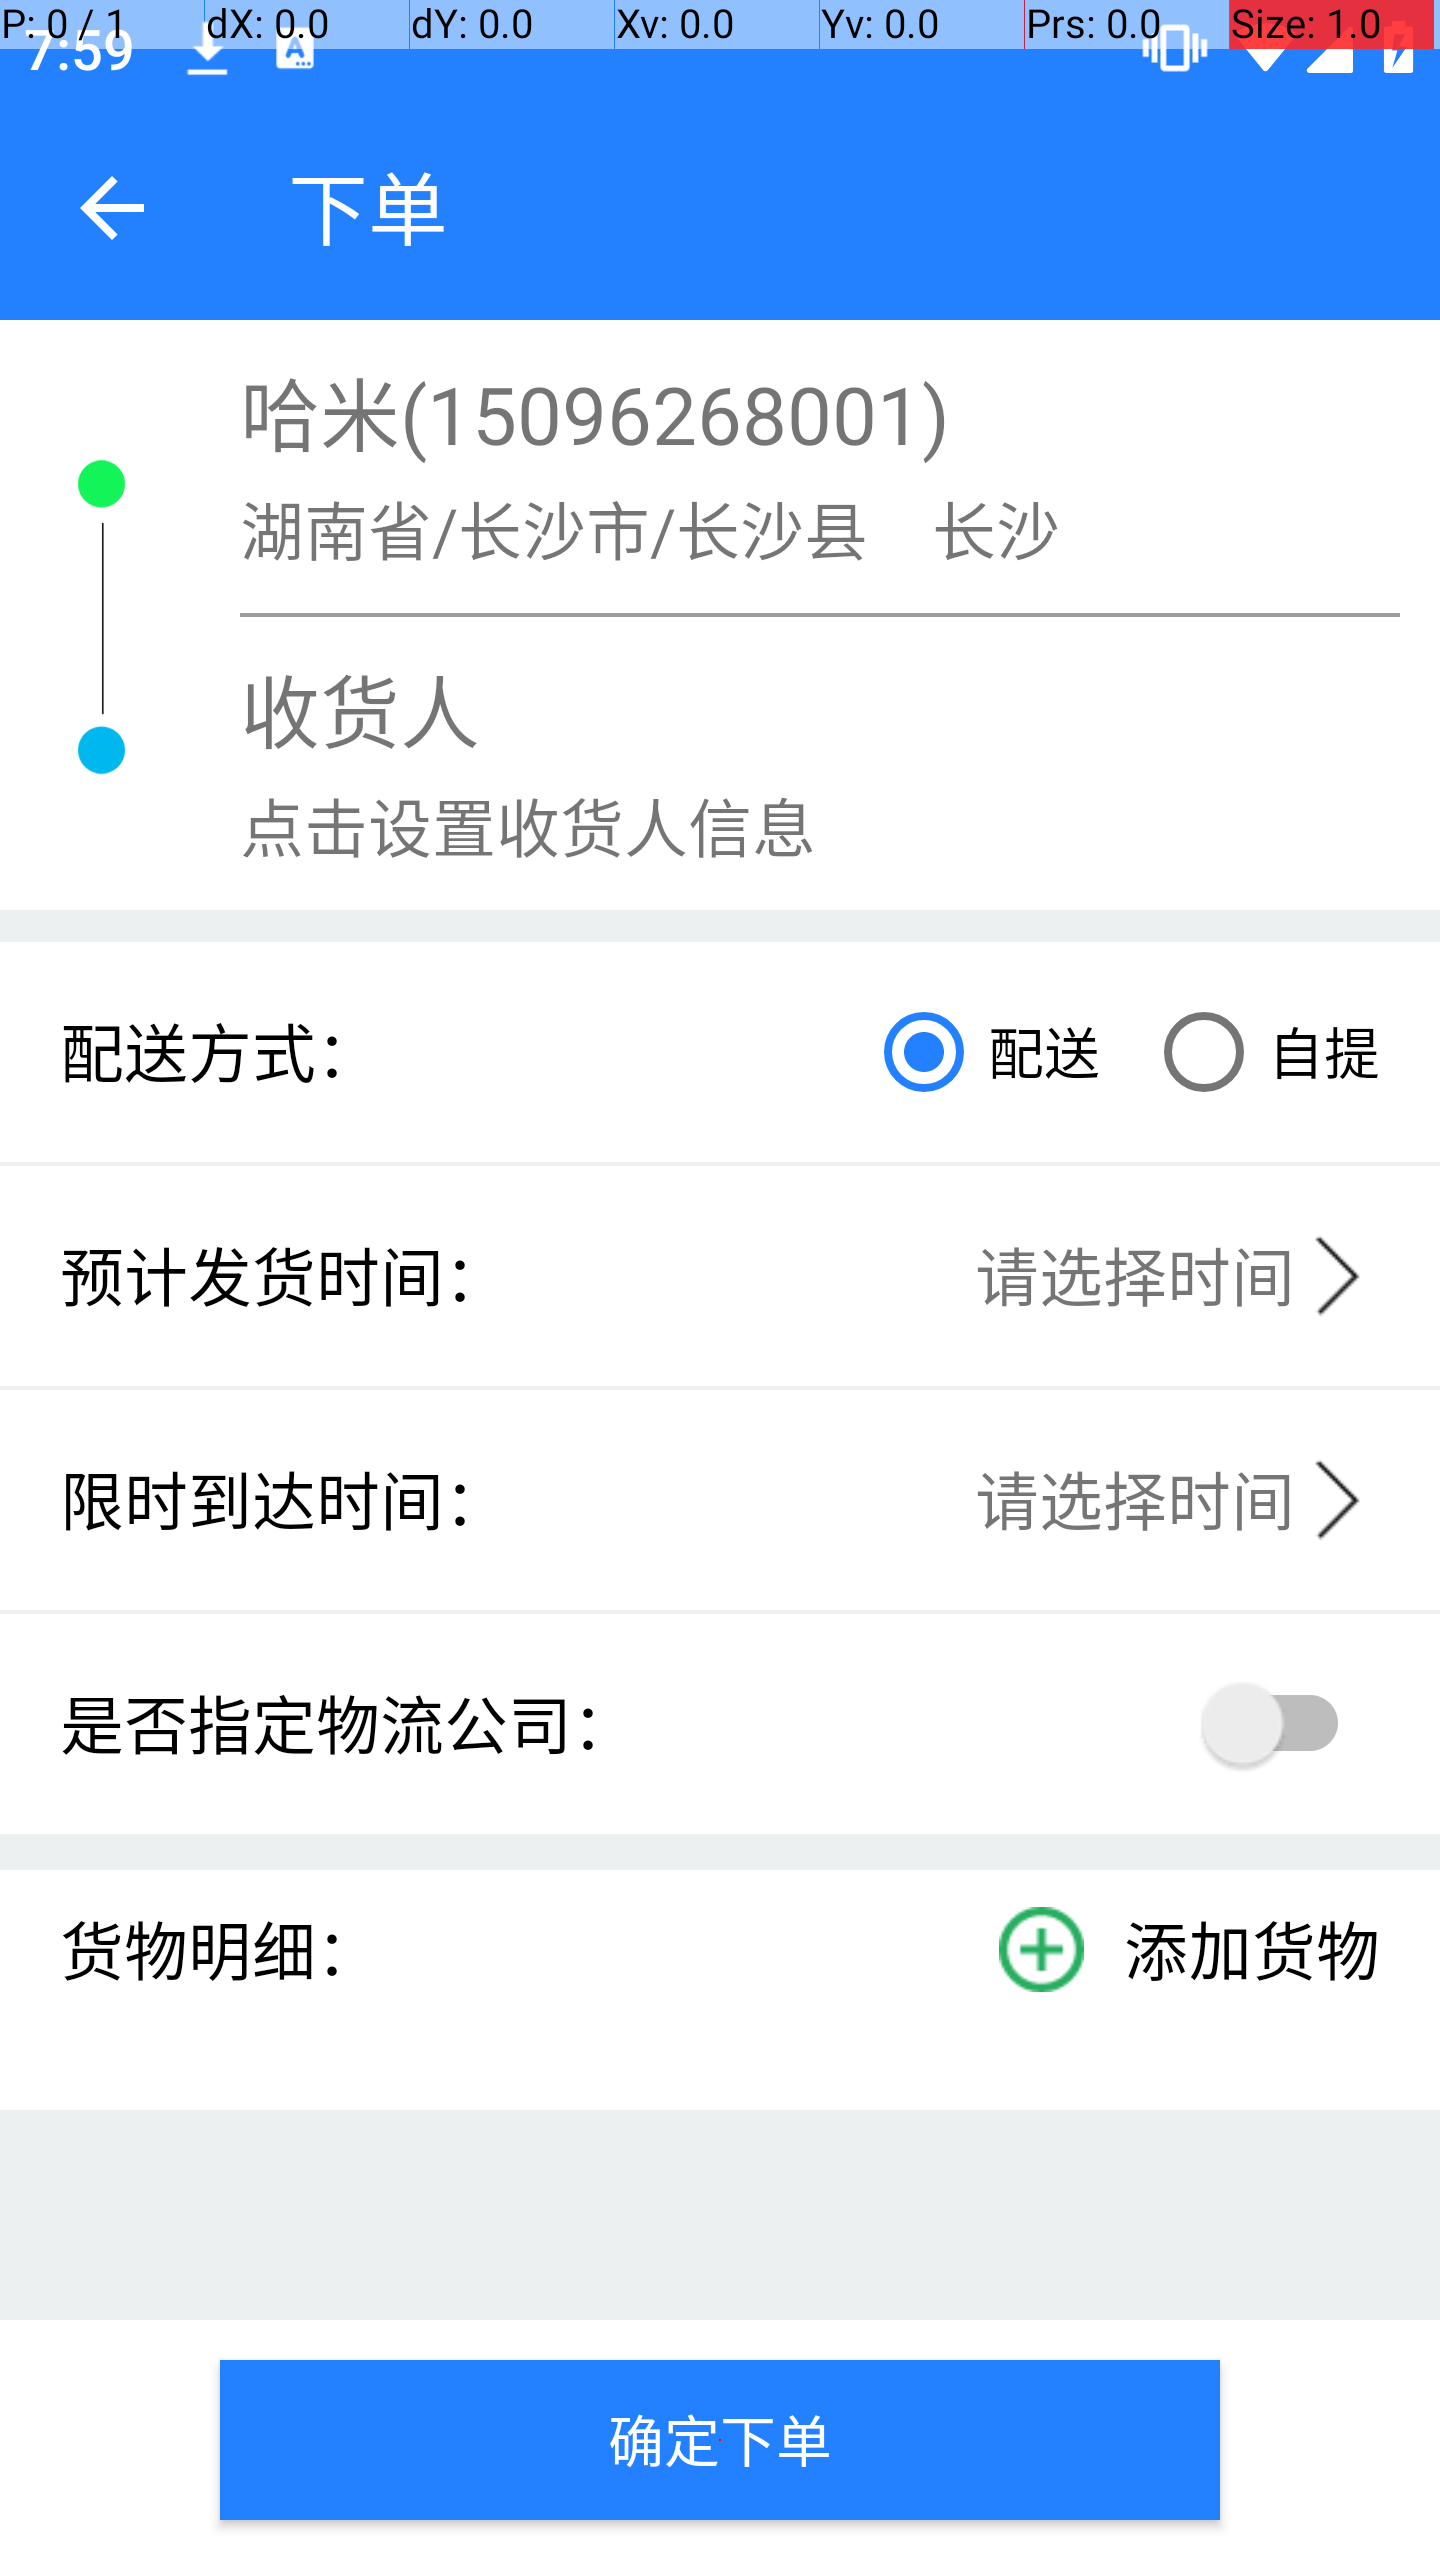 P: 0 / 1 dX: 0.0 dY: 0.0 Xv: 0.0 Yv: 0.0 Prs: 0.0 Size: 1.0
7:59
下单
哈米(15096268001)
湖南省/长沙市/长沙县 长沙
收货人
点击设置收货人信息
配送方式： 配送 自提
预计发货时间： 请选择时间
限时到达时间： 请选择时间
是否指定物流公司：
货物明细： 添加货物
确定下单